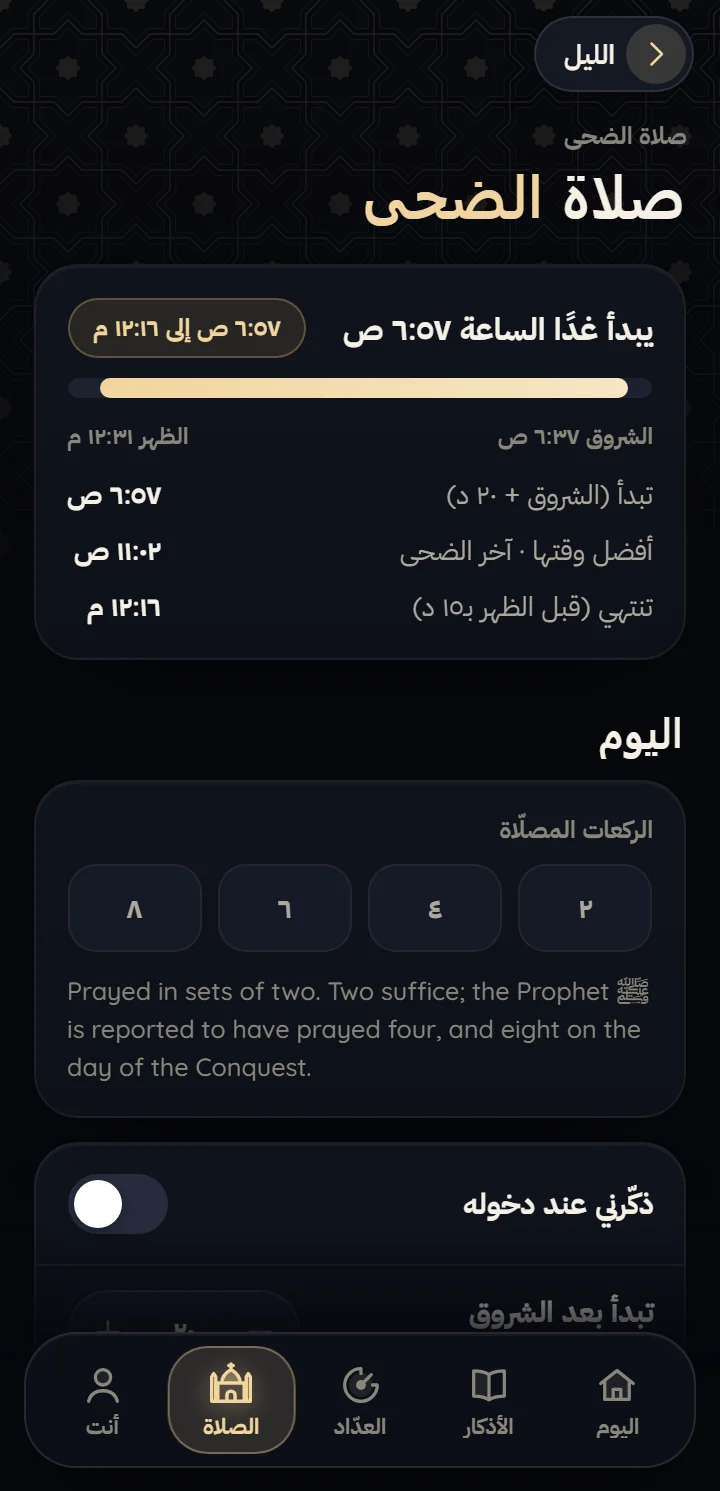 الليل
صلاة الضحى
صلاة الضحى
يبدأ غدًا الساعة ٦:٥٧ ص
٦:٥٧ ص إلى ١٢:١٦ م
الشروق ٦:٣٧ ص
الظهر ١٢:٣١ م
تبدأ (الشروق + ٢٠ د)
٦:٥٧ ص
أفضل وقتها · آخر الضحى
١١:٠٢ ص
تنتهي (قبل الظهر بـ١٥ د)
١٢:١٦ م
اليوم
الركعات المصلّاة
٢
٤
٦
٨
Prayed in sets of two. Two suffice; the Prophet ﷺ
is reported to have prayed four, and eight on the
day of the Conquest.
ذكّرني عند دخوله
تبدأ بعد الشروق
اليوم
الأذكار
العدّاد
الصلاة
أنت